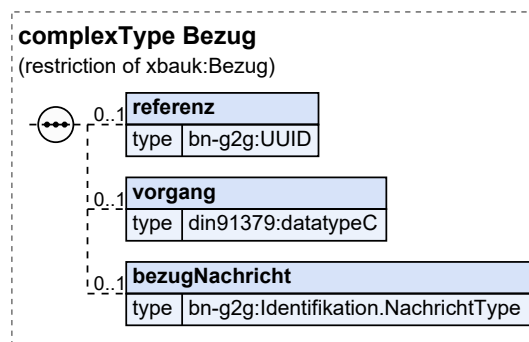 complexType Bezug
(restriction of xbauk:Bezug)
0..1 referenz
type bn-g2g:UUID
0..1 vorgang
type din91379:datatypeC
0..1 bezugNachricht
type bn-g2g:Identifikation.NachrichtType